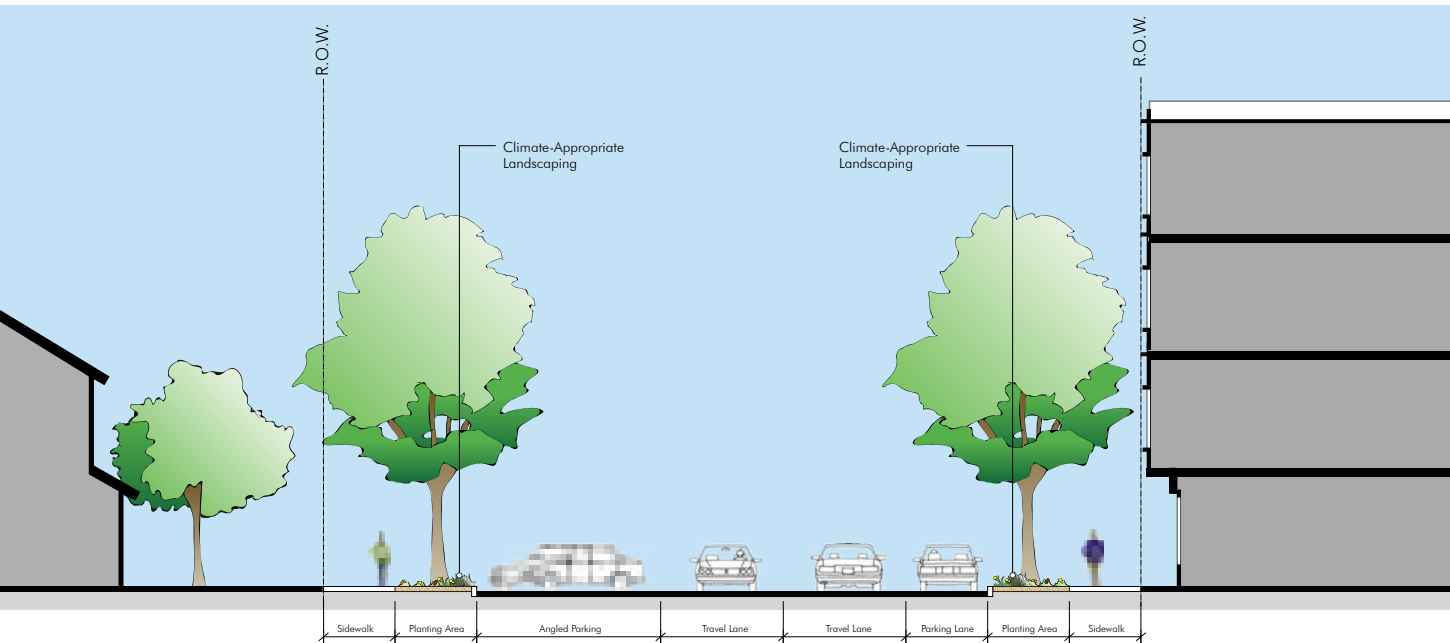 R.O.W.
R.O.W.
Climate-Appropriate
Landscaping
Climate-Appropriate
Landscaping
Sidewalk
Planting Area
Angled Parking
Travel Lane
Travel Lane
Parking Lane
Planting Area
Sidewalk